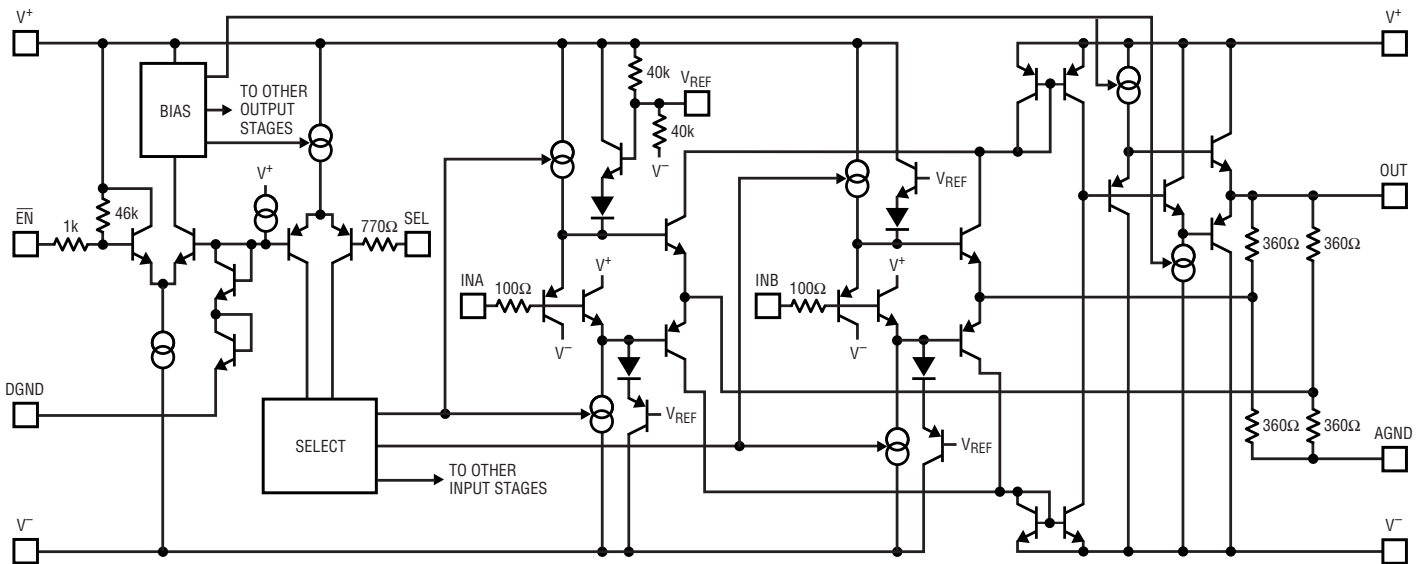 V+
V+
BIAS
TO OTHER
OUTPUT
STAGES
40k
VREF
40k
V−
V+
EN
1k
46k
770Ω
SEL
VREF
OUT
360Ω
360Ω
INA
100Ω
V+
V−
INB
100Ω
V+
V−
DGND
VREF
VREF
360Ω
360Ω
AGND
SELECT
TO OTHER
INPUT STAGES
V−
V−